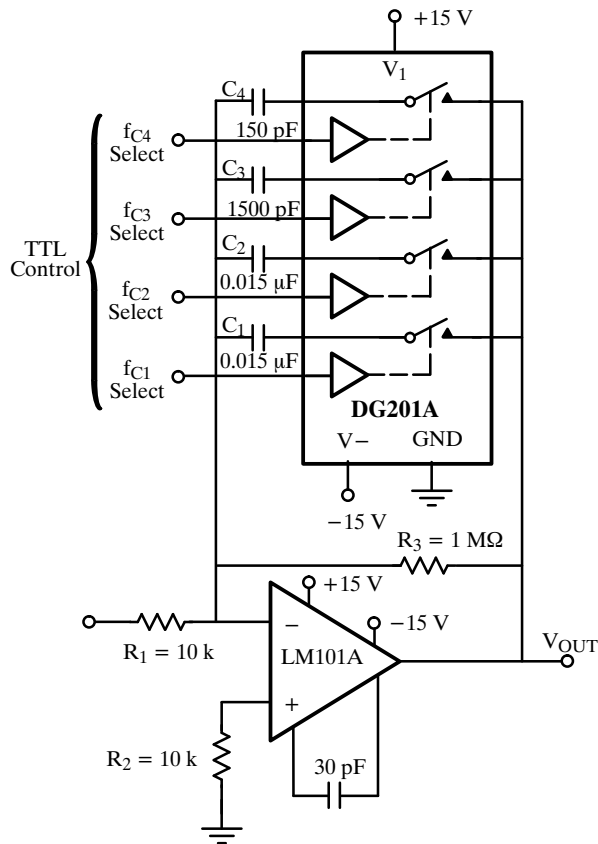 +15 V
V1
C4
fC4
Select
150 pF
C3
fC3
Select
1500 pF
TTL
Control
C2
fC2
Select
0.015 µF
C1
fC1
Select
0.015 µF
DG201A
V−
GND
−15 V
R3 = 1 MΩ
+15 V
−15 V
−
LM101A
VOUT
R1 = 10 k
+
R2 = 10k
30 pF